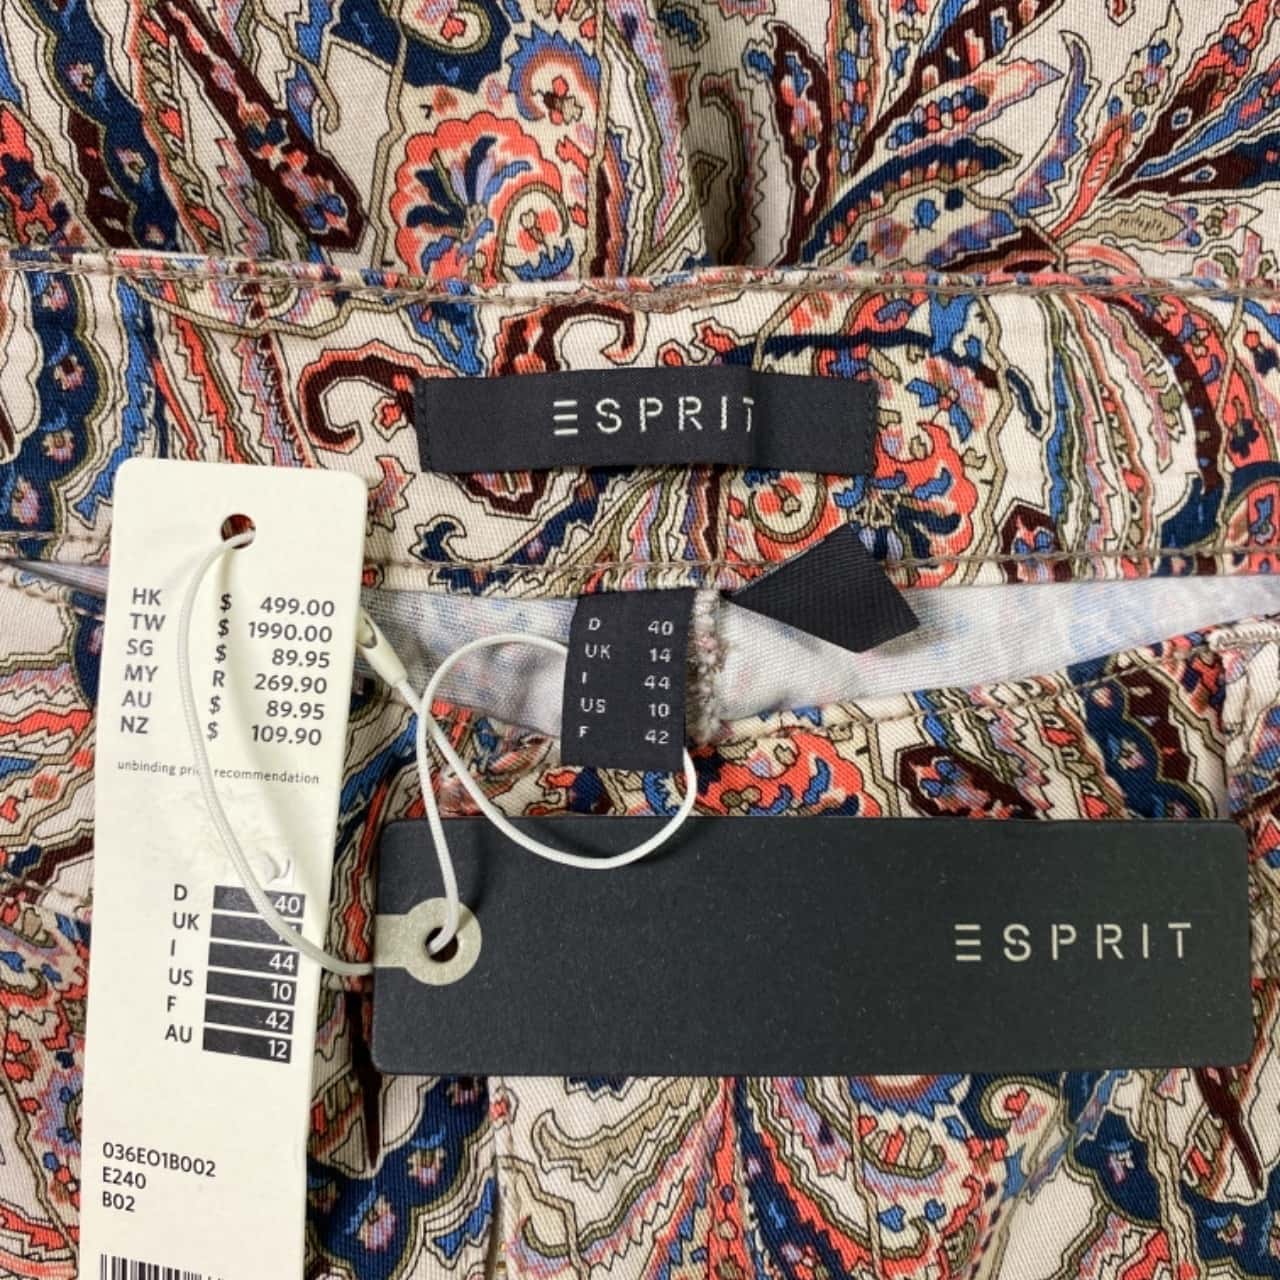 ESPRIT
HK $ 499.00
TW $ 1990.00
SG $ 89.95
MY R 269.90
AU $ 89.95
NZ $ 109.90
unbinding recommendation
D 40
UK
I 44
US 10
F 42
AU 12
036EO1B002
E240
B02
D 40
UK 14
I 44
US 10
F 42
ESPRIT